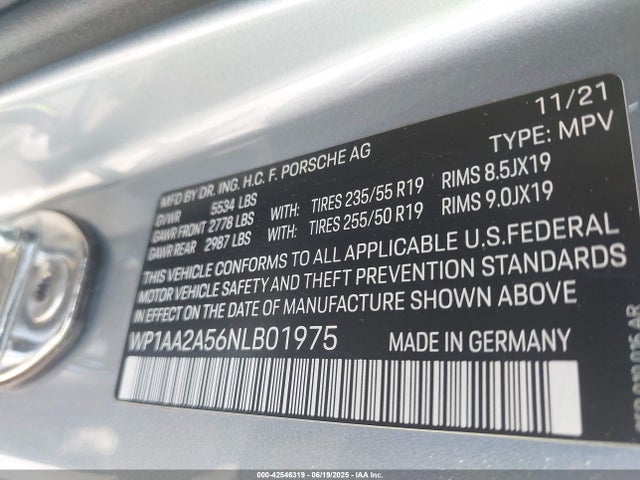 11/21
MFD BY DR. ING. H.C. F. PORSCHE AG TYPE: MPV
GVWR 5534 LBS
GAWR FRONT 2778 LBS WITH: TIRES 235/55 R19 RIMS 8.5JX19
GAWR REAR 2987 LBS WITH: TIRES 255/50 R19 RIMS 9.0JX19
THIS VEHICLE CONFORMS TO ALL APPLICABLE U.S.FEDERAL
MOTOR VEHICLE SAFETY AND THEFT PREVENTION STANDARDS
IN EFFECT ON THE DATE OF MANUFACTURE SHOWN ABOVE
WP1AA2A56NLB01975 MADE IN GERMANY
000-42546319 - 06/19/2025 - IAAI, Inc.